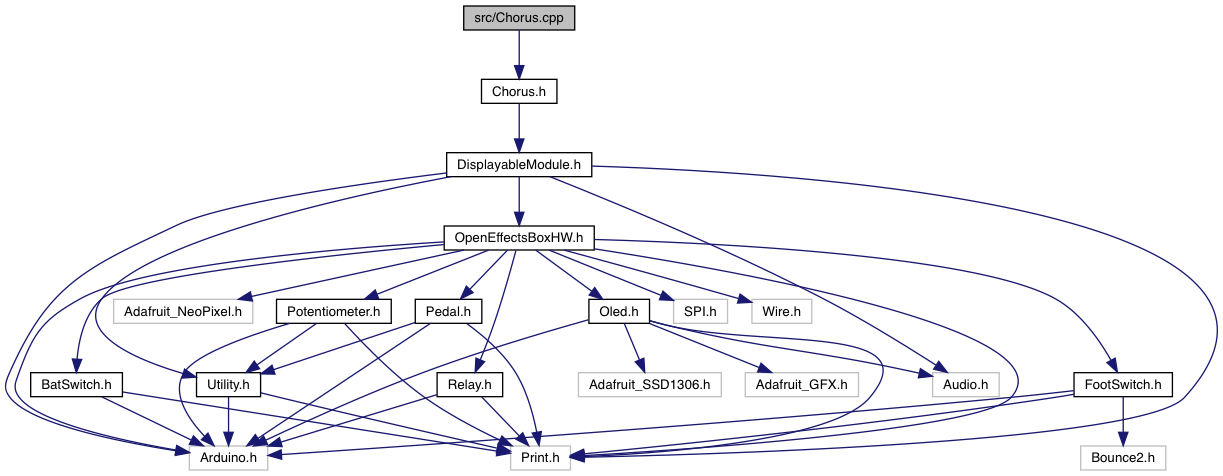 src/Chorus.cpp
Chorus.h
DisplayableModule.h
OpenEffectsBoxHW.h
Adafruit_NeoPixel.h
Potentiometer.h
Pedal.h
Oled.h
SPI.h
Wire.h
BatSwitch.h
Utility.h
Relay.h
Adafruit_SSD1306.h
Adafruit_GFX.h
Audio.h
FootSwitch.h
Arduino.h
Print.h
Bounce2.h